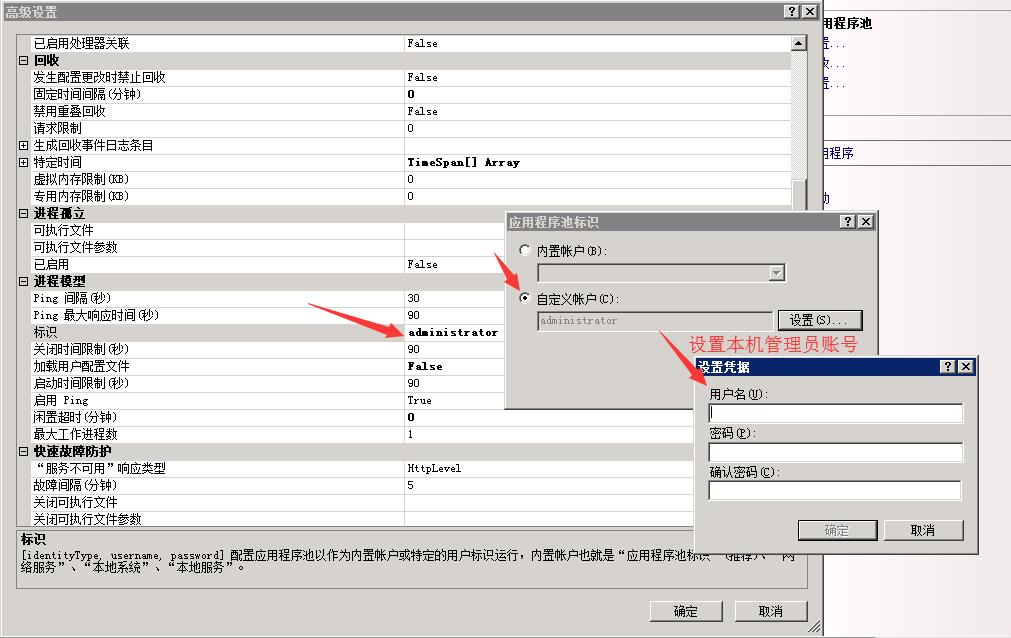 高级设置
已启用处理器关联 False
回收
发生配置更改时禁止回收 False
固定时间间隔(分钟) 0
禁用重叠回收 False
请求限制 0
生成回收事件日志条目
特定时间 TimeSpan[] Array
虚拟内存限制(KB) 0
专用内存限制(KB) 0
进程孤立
可执行文件
可执行文件参数
已启用 False
进程模型
Ping 间隔(秒) 30
Ping 最大响应时间(秒) 90
标识 administrator
关闭时间限制(秒) 90
加载用户配置文件 False
启动时间限制(秒) 90
启用 Ping True
闲置超时(分钟) 0
最大工作进程数 1
快速故障防护
“服务不可用”响应类型 HttpLevel
故障间隔(分钟) 5
关闭可执行文件
关闭可执行文件参数
标识
[identityType, username, password] 配置应用程序池以作为内置帐户或特定的用户标识运行，内置帐户也就是“应用程序池标识”(推荐)、“网
络服务”、“本地系统”、“本地服务”。
确定 取消
应用程序池标识
内置帐户(B):
自定义帐户(C):
administrator 设置(S)...
设置本机管理员账号
设置凭据
用户名(U):
密码(P):
确认密码(C):
确定 取消
用程序池
置...
用程序